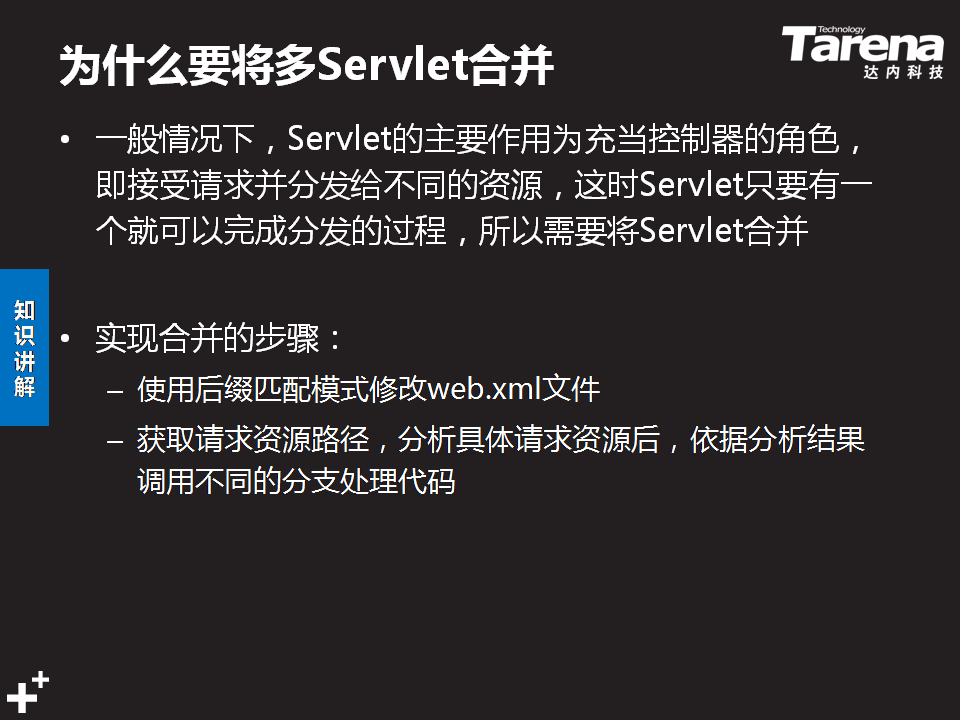 为什么要将多Servlet合并
Technology
Tarena
达内科技
• 一般情况下，Servlet的主要作用为充当控制器的角色，
即接受请求并分发给不同的资源，这时Servlet只要有一
个就可以完成分发的过程，所以需要将Servlet合并
知识讲解
• 实现合并的步骤：
– 使用后缀匹配模式修改web.xml文件
– 获取请求资源路径，分析具体请求资源后，依据分析结果
调用不同的分支处理代码